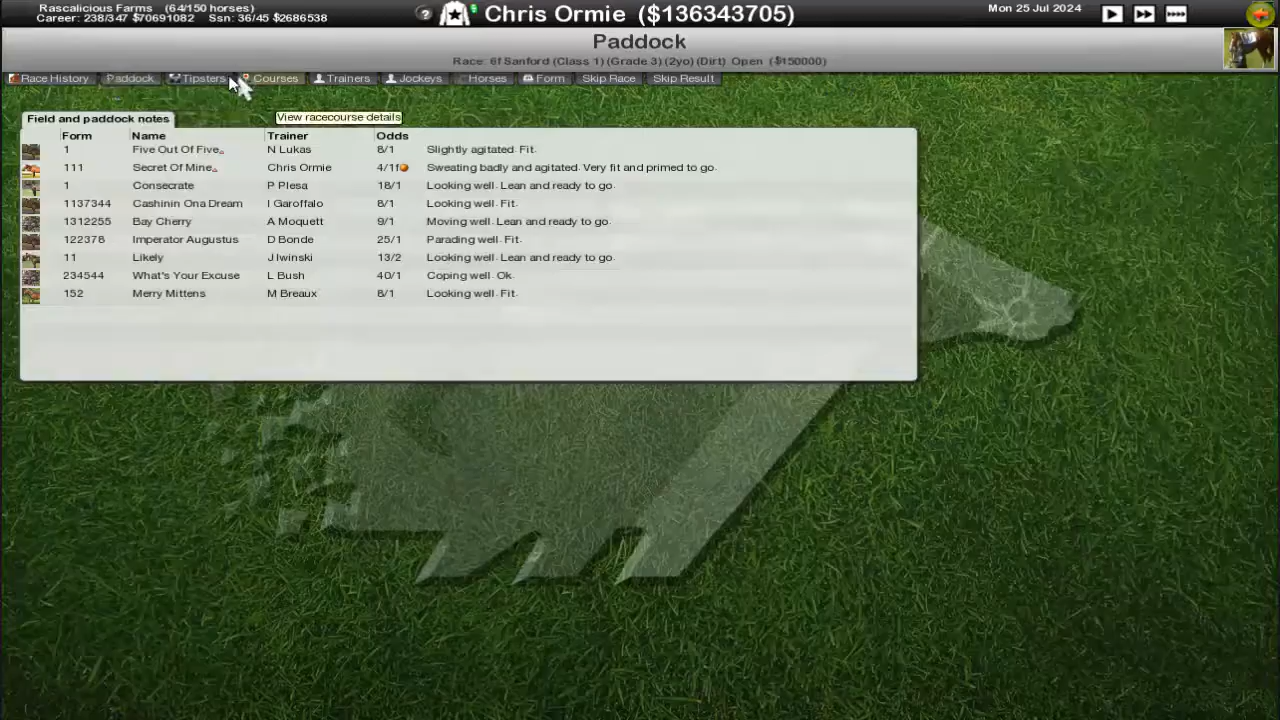 Rascalicious Farms (64/150 horses)
Career: 238/347 $70691082 Ssn: 36/45 $2686538
? Chris Ormie ($136343705)
Mon 25 Jul 2024
Paddock
Race: 6f Sanford (Class 1) (Grade 3) (2yo) (Dirt) Open ($150000)
Race History Paddock Tipsters Courses Trainers Jockeys Horses Form Skip Race Skip Result
View racecourse details
Field and paddock notes
Form Name Trainer Odds
1 Five Out Of Five N Lukas 8/1 Slightly agitated. Fit.
111 Secret Of Mine Chris Ormie 4/11 Sweating badly and agitated. Very fit and primed to go.
1 Consecrate P Plesa 18/1 Looking well. Lean and ready to go.
1137344 Cashinin Ona Dream I Garoffalo 8/1 Looking well. Fit.
1312255 Bay Cherry A Moquett 9/1 Moving well. Lean and ready to go.
122378 Imperator Augustus D Bonde 25/1 Parading well. Fit.
11 Likely J Iwinski 13/2 Looking well. Lean and ready to go.
234544 What's Your Excuse L Bush 40/1 Coping well. Ok.
152 Merry Mittens M Breaux 8/1 Looking well. Fit.